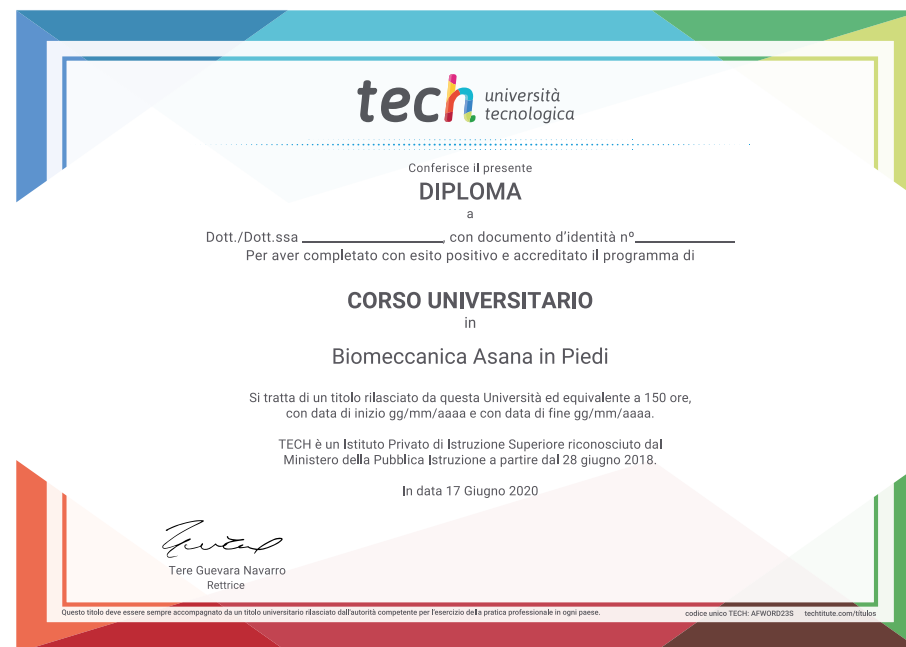 tech università
tecnologica
Conferisce il presente
DIPLOMA
a
Dott./Dott.ssa ____________________, con documento d'identità nº______________
Per aver completato con esito positivo e accreditato il programma di
CORSO UNIVERSITARIO
in
Biomeccanica Asana in Piedi
Si tratta di un titolo rilasciato da questa Università ed equivalente a 150 ore,
con data di inizio gg/mm/aaaa e con data di fine gg/mm/aaaa.
TECH è un Istituto Privato di Istruzione Superiore riconosciuto dal
Ministero della Pubblica Istruzione a partire dal 28 giugno 2018.
In data 17 Giugno 2020
Tere Guevara Navarro
Rettrice
Questo titolo deve essere sempre accompagnato da un titolo universitario rilasciato dall'autorità competente per l'esercizio della pratica professionale in ogni paese. codice unico TECH: AFWORD23S techtitute.com/titulos